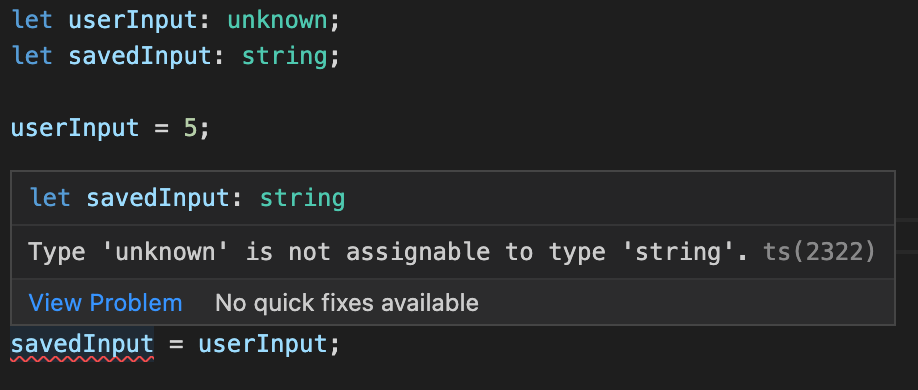 let userInput: unknown;
let savedInput: string;
userInput = 5;
let savedInput: string
Type 'unknown' is not assignable to type 'string'. ts(2322)
View Problem No quick fixes available
savedInput = userInput;